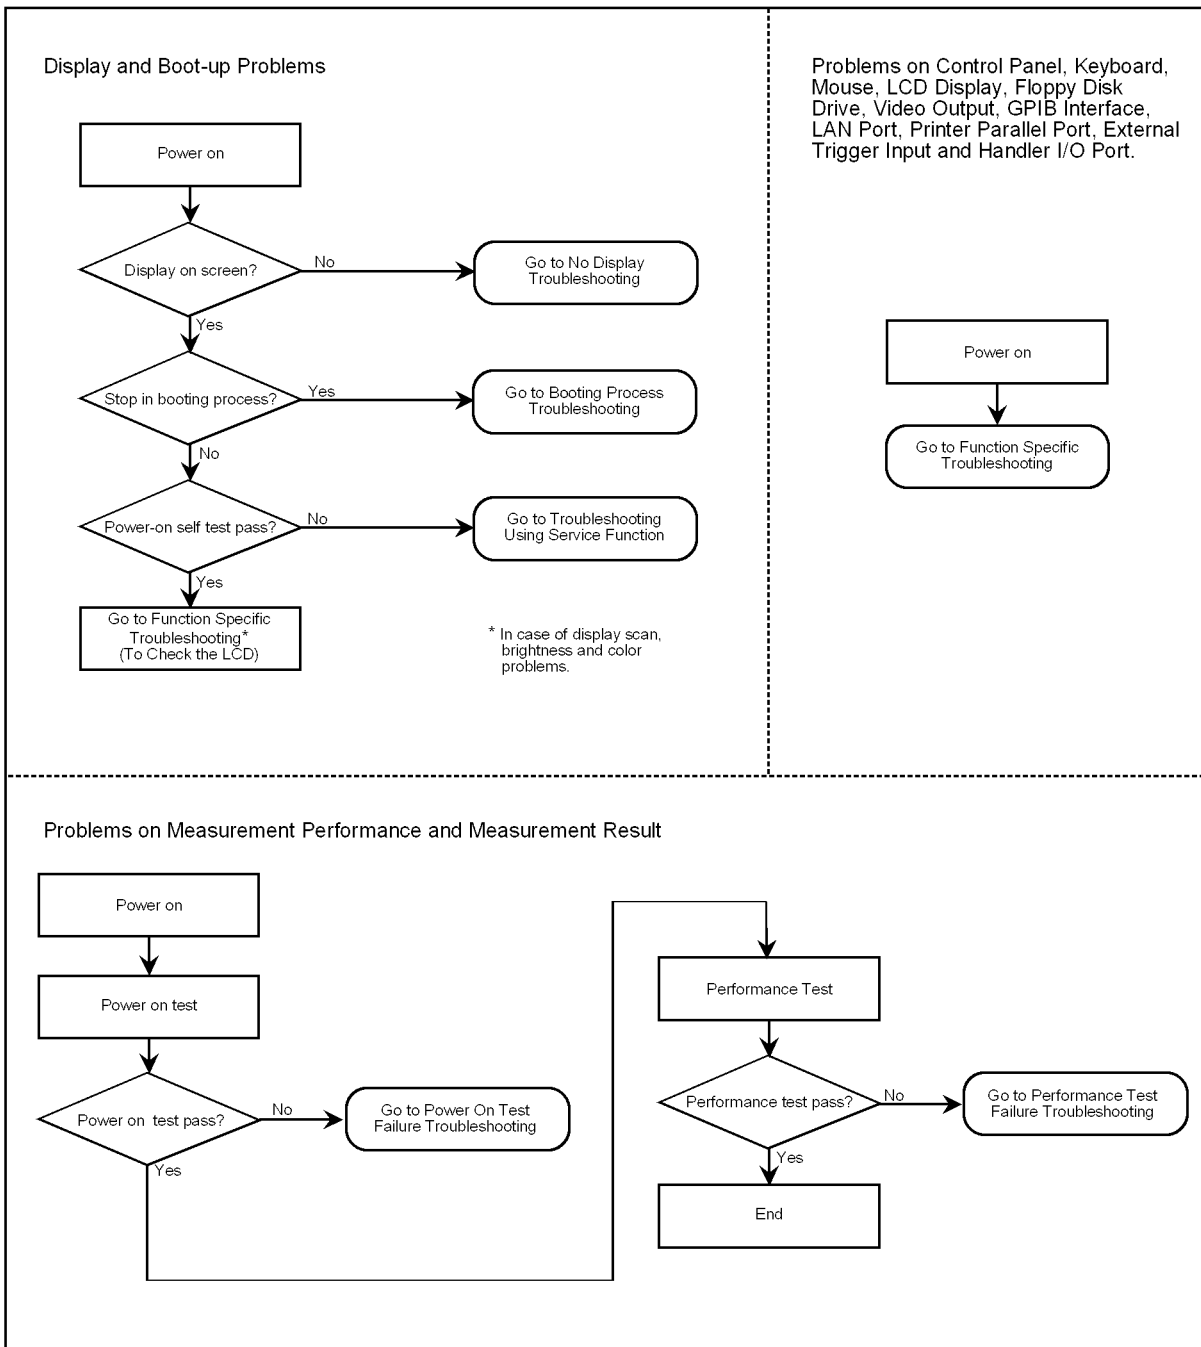 Display and Boot-up Problems
Power on
Display on screen?
No
Go to No Display
Troubleshooting
Yes
Stop in booting process?
Yes
Go to Booting Process
Troubleshooting
No
Power-on self test pass?
No
Go to Troubleshooting
Using Service Function
Yes
Go to Function Specific
Troubleshooting*
(To Check the LCD)
* In case of display scan,
brightness and color
problems.
Problems on Control Panel, Keyboard,
Mouse, LCD Display, Floppy Disk
Drive, Video Output, GPIB Interface,
LAN Port, Printer Parallel Port, External
Trigger Input and Handler I/O Port.
Power on
Go to Function Specific
Troubleshooting
Problems on Measurement Performance and Measurement Result
Power on
Power on test
Power on test pass?
No
Go to Power On Test
Failure Troubleshooting
Yes
Performance Test
Performance test pass?
No
Go to Performance Test
Failure Troubleshooting
Yes
End